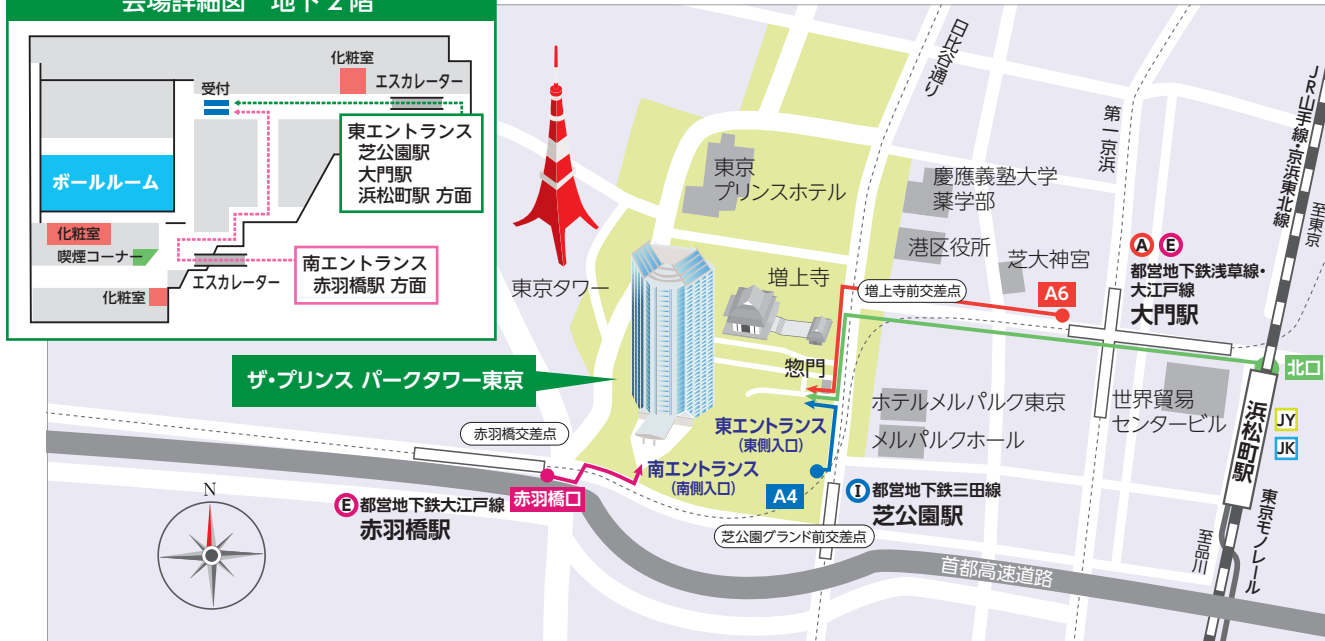 会場詳細図 地下2階
化粧室
エスカレーター
受付
東エントランス
芝公園駅
大門駅
浜松町駅 方面
ボールルーム
化粧室
喫煙コーナー
エスカレーター
化粧室
南エントランス
赤羽橋駅 方面
日比谷通り
第一京浜
JR山手線・京浜東北線
至東京
東京
プリンスホテル
慶應義塾大学
薬学部
港区役所
芝大神宮
東京タワー
増上寺
増上寺前交差点
A6
A E
都営地下鉄浅草線・
大江戸線
大門駅
北口
ザ・プリンス パークタワー東京
惣門
ホテルメルパルク東京
メルパルクホール
世界貿易
センタービル
浜松町駅
JY
JK
赤羽橋交差点
東エントランス
(東側入口)
南エントランス
(南側入口)
A4
I 都営地下鉄三田線
芝公園駅
赤羽橋口
E 都営地下鉄大江戸線
赤羽橋駅
芝公園グランド前交差点
首都高速道路
至品川
東京モノレール
N